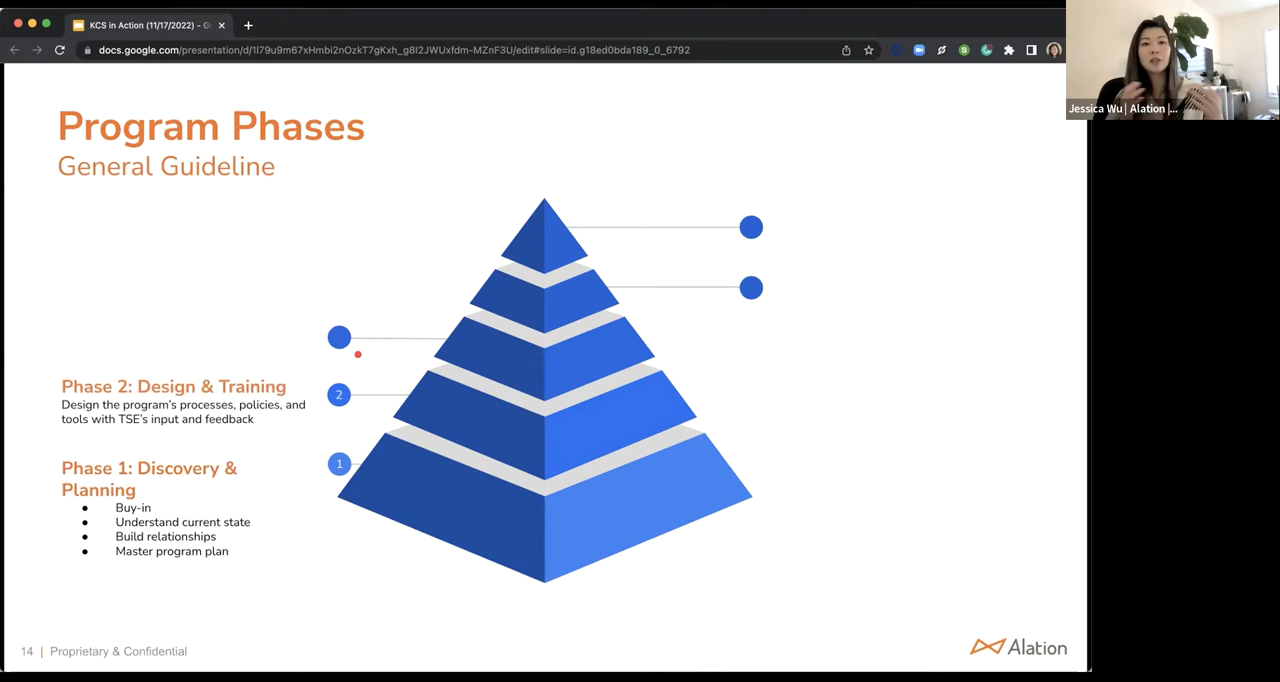 KCS in Action (11/17/2022) - G
docs.google.com/presentation/d/1l79u9m67xHmbi2nOzkT7gKxh_g8I2JWUxfdm-MZnF3U/edit#slide=id.g18ed0bda189_0_6792
Jessica Wu | Alation |...
Program Phases
General Guideline
Phase 2: Design & Training
Design the program's processes, policies, and
tools with TSE's input and feedback
2
Phase 1: Discovery &
Planning
1
● Buy-in
● Understand current state
● Build relationships
● Master program plan
14 | Proprietary & Confidential
Alation